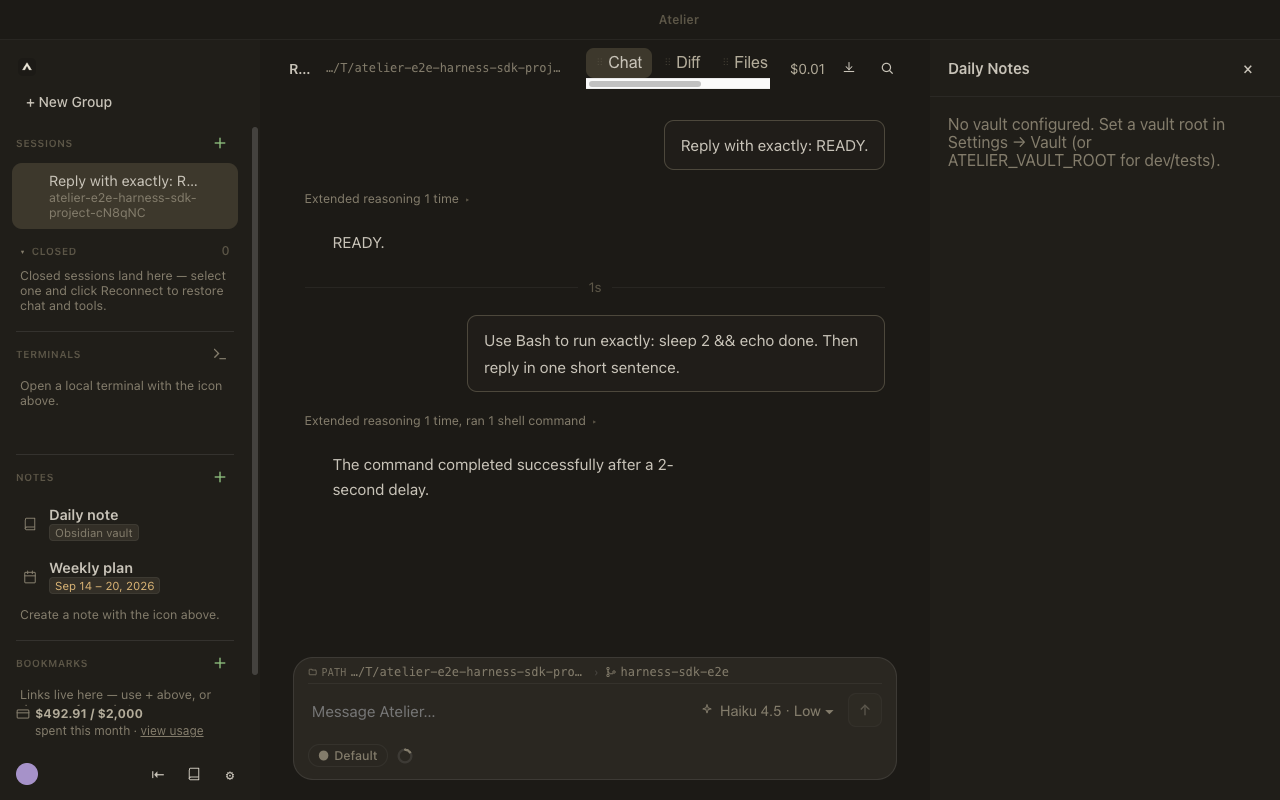 Atelier
+ New Group
SESSIONS
Reply with exactly: R...
atelier-e2e-harness-sdk-
project-cN8qNC
CLOSED 0
Closed sessions land here — select
one and click Reconnect to restore
chat and tools.
TERMINALS
Open a local terminal with the icon
above.
NOTES
Daily note
Obsidian vault
Weekly plan
Sep 14 – 20, 2026
Create a note with the icon above.
BOOKMARKS
Links live here — use + above, or
$492.91 / $2,000
spent this month · view usage
R... …/T/atelier-e2e-harness-sdk-proj… Chat Diff Files $0.01
Reply with exactly: READY.
Extended reasoning 1 time
READY.
1s
Use Bash to run exactly: sleep 2 && echo done. Then
reply in one short sentence.
Extended reasoning 1 time, ran 1 shell command
The command completed successfully after a 2-
second delay.
PATH …/T/atelier-e2e-harness-sdk-pro… › harness-sdk-e2e
Message Atelier... Haiku 4.5 · Low
Default
Daily Notes
No vault configured. Set a vault root in
Settings → Vault (or
ATELIER_VAULT_ROOT for dev/tests).